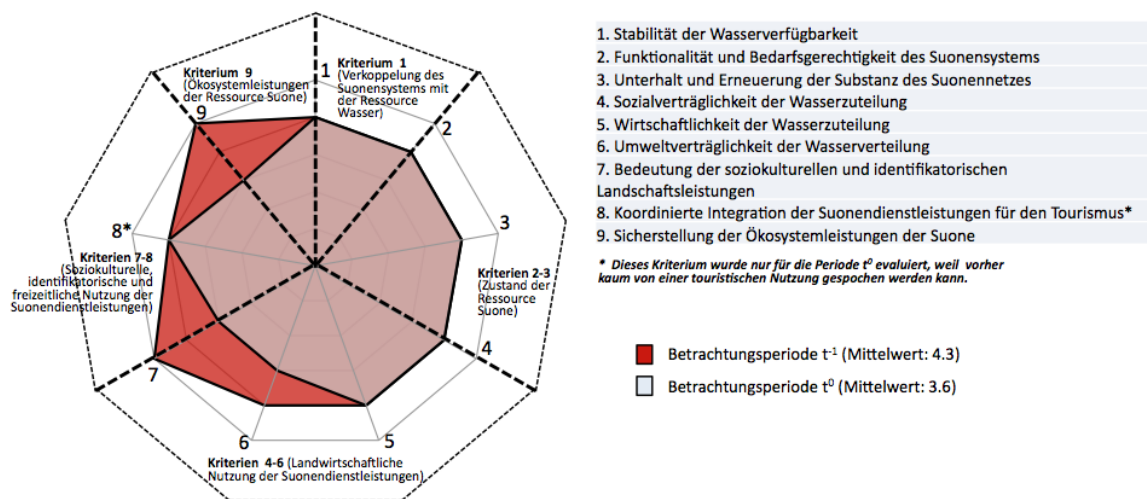 Kriterium 9
(Ökosystemleistungen
der Ressource Suone)
1
Kriterium 1
(Verkoppelung des
Suonensystems mit
der Ressource
Wasser)
9
2
3
8*
Kriterien 7-8
(Soziokulturelle,
identifikatorische und
freizeitliche Nutzung der
Suonendienstleistungen)
Kriterien 2-3
(Zustand der
Ressource
Suone)
4
7
6
5
Kriterien 4-6 (Landwirtschaftliche
Nutzung der Suonendienstleistungen)
1. Stabilität der Wasserverfügbarkeit
2. Funktionalität und Bedarfsgerechtigkeit des Suonensystems
3. Unterhalt und Erneuerung der Substanz des Suonennetzes
4. Sozialverträglichkeit der Wasserzuteilung
5. Wirtschaftlichkeit der Wasserzuteilung
6. Umweltverträglichkeit der Wasserverteilung
7. Bedeutung der soziokulturellen und identifikatorischen
Landschaftsleistungen
8. Koordinierte Integration der Suonendienstleistungen für den Tourismus*
9. Sicherstellung der Ökosystemleistungen der Suone
* Dieses Kriterium wurde nur für die Periode t⁰ evaluiert, weil vorher
kaum von einer touristischen Nutzung gespochen werden kann.
Betrachtungsperiode t⁻¹ (Mittelwert: 4.3)
Betrachtungsperiode t⁰ (Mittelwert: 3.6)